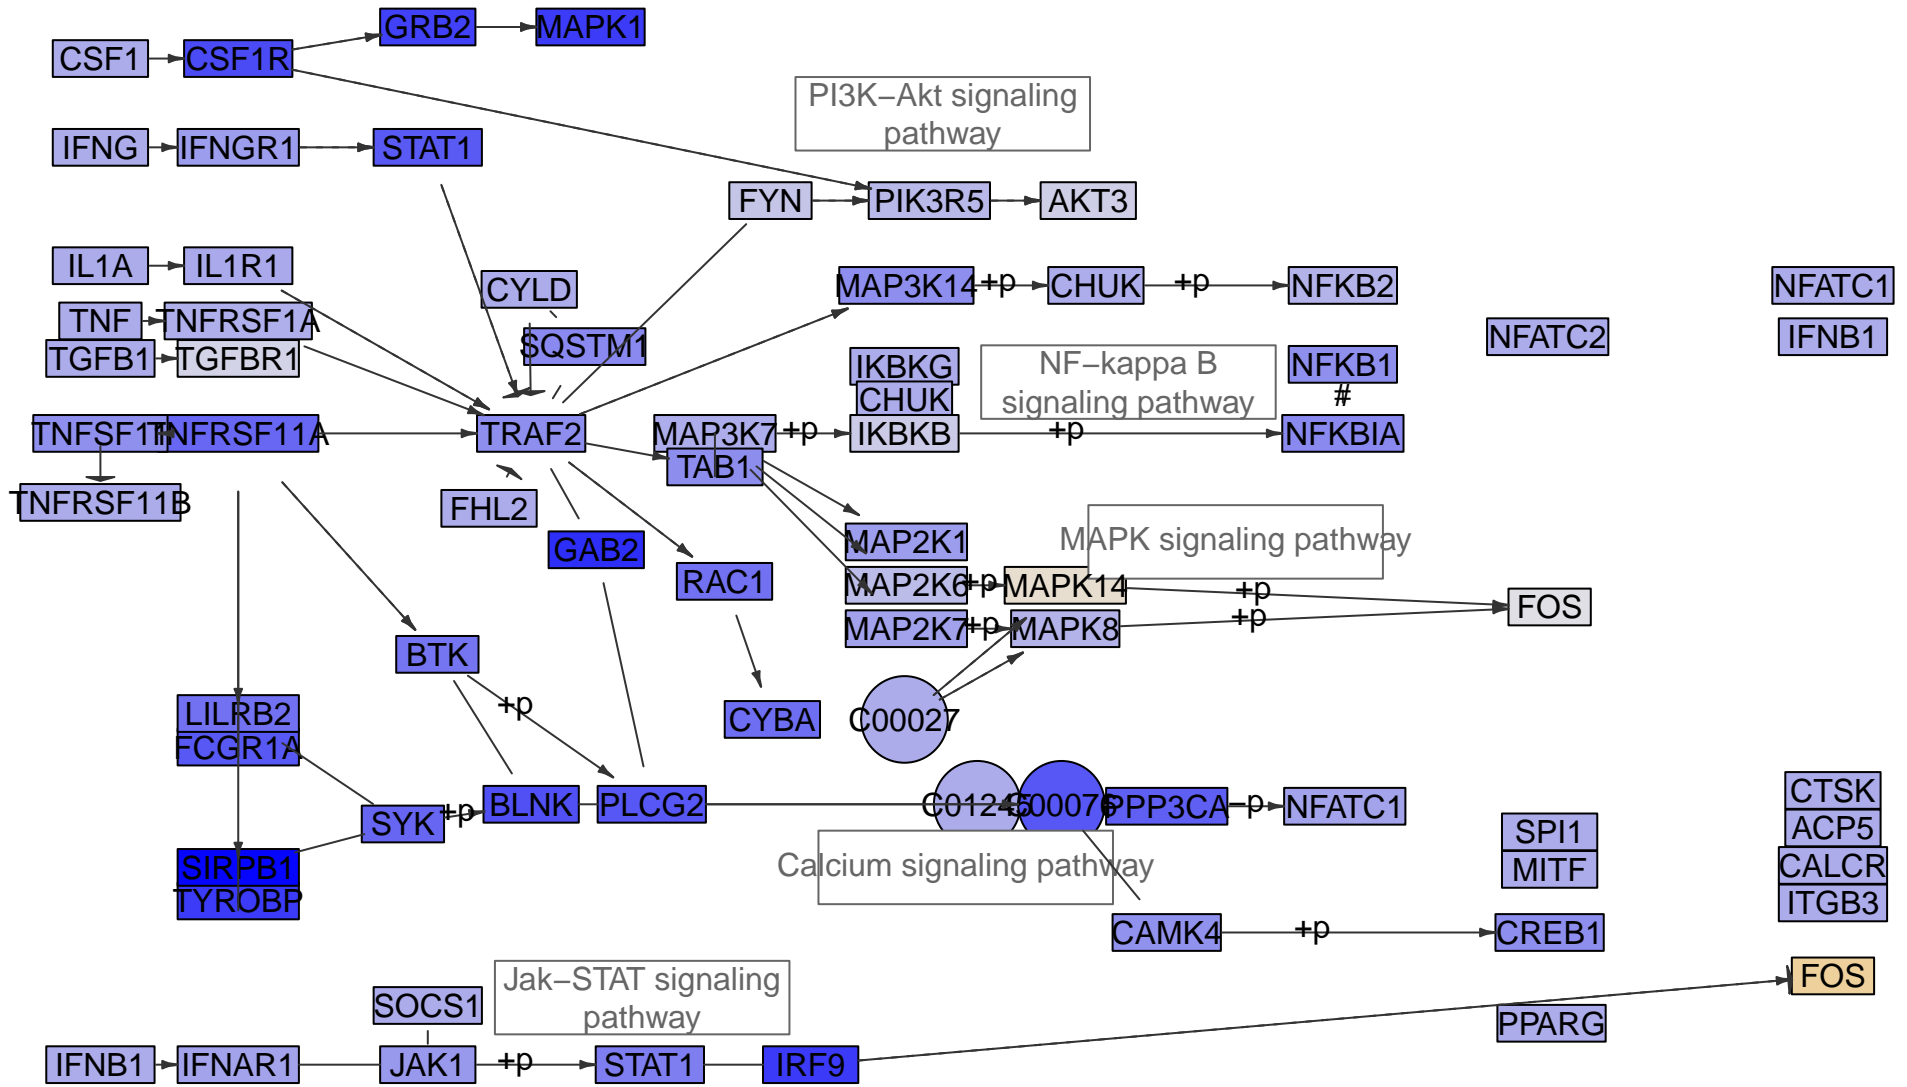 GRB2
MAPK1
CSF1
CSF1R
PI3K−Akt signaling
pathway
IFNG
IFNGR1
STAT1
FYN
PIK3R5
AKT3
IL1A
IL1R1
CYLD
MAP3K14
+p
CHUK
+p
NFKB2
NFATC1
TNF
TNFRSF1A
SQSTM1
NFATC2
IFNB1
TGFB1
TGFBR1
IKBKG
NF−kappa B
signaling pathway
NFKB1
#
CHUK
TNFRSF11A
TRAF2
MAP3K7
+p
IKBKB
+p
NFKBIA
TAB1
TNFRSF11B
FHL2
GAB2
MAP2K1
MAPK signaling pathway
RAC1
MAP2K6
+p
MAPK14
+p
FOS
MAP2K7
+p
MAPK8
+p
BTK
LILRB2
+p
CYBA
C00027
FCGR1A
SYK
+p
BLNK
PLCG2
C01245
C00076
PPP3CA
−p
NFATC1
CTSK
SPI1
ACP5
SIRPB1
Calcium signaling pathway
MITF
CALCR
TYROBP
ITGB3
CAMK4
+p
CREB1
Jak−STAT signaling
pathway
FOS
SOCS1
PPARG
IFNB1
IFNAR1
JAK1
+p
STAT1
IRF9